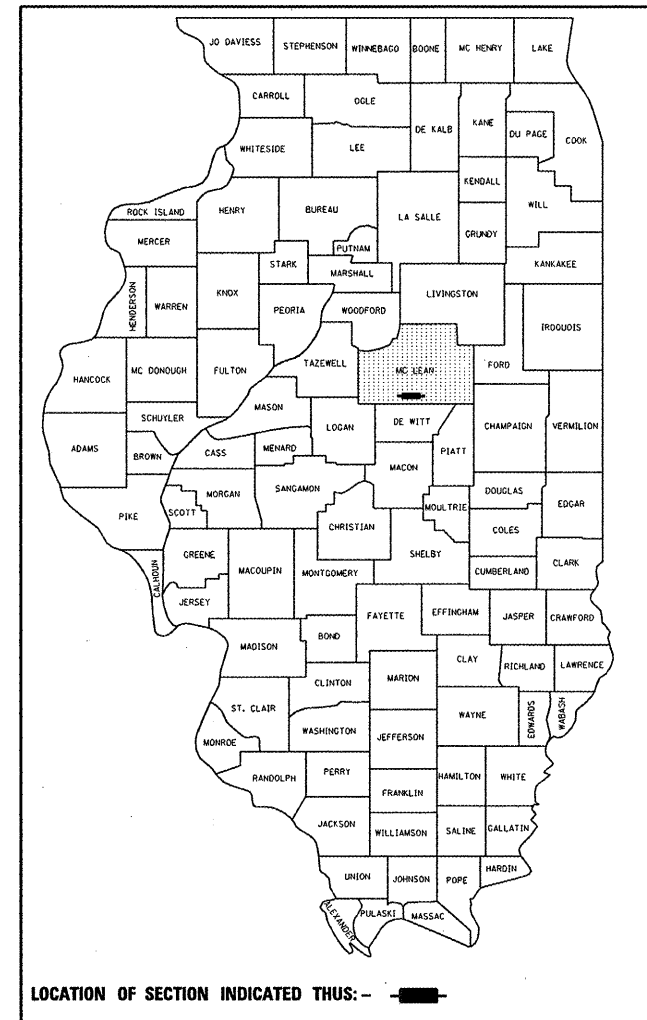 JO DAVIESS STEPHENSON WINNEBAGO BOONE MC HENRY LAKE
CARROLL OGLE DE KALB KANE DU PAGE COOK
WHITESIDE LEE
KENDALL
WILL
ROCK ISLAND HENRY BUREAU LA SALLE
GRUNDY
MERCER PUTNAM
STARK KANKAKEE
MARSHALL
HENDERSON WARREN KNOX LIVINGSTON
PEORIA WOODFORD IROQUOIS
HANCOCK MC DONOUGH FULTON TAZEWELL MC LEAN FORD
MASON
SCHUYLER LOGAN DE WITT CHAMPAIGN VERMILION
ADAMS BROWN CASS MENARD MACON PIATT
SANGAMON DOUGLAS
PIKE SCOTT MORGAN MOULTRIE EDGAR
CHRISTIAN COLES
GREENE SHELBY
CALHOUN MACOUPIN MONTGOMERY CUMBERLAND CLARK
JERSEY
FAYETTE EFFINGHAM JASPER CRAWFORD
MADISON BOND
CLAY RICHLAND LAWRENCE
CLINTON MARION
ST. CLAIR WAYNE EDWARDS WABASH
WASHINGTON JEFFERSON
MONROE
RANDOLPH PERRY HAMILTON WHITE
FRANKLIN
JACKSON WILLIAMSON SALINE GALLATIN
UNION JOHNSON POPE HARDIN
ALEXANDER PULASKI MASSAC
LOCATION OF SECTION INDICATED THUS: -